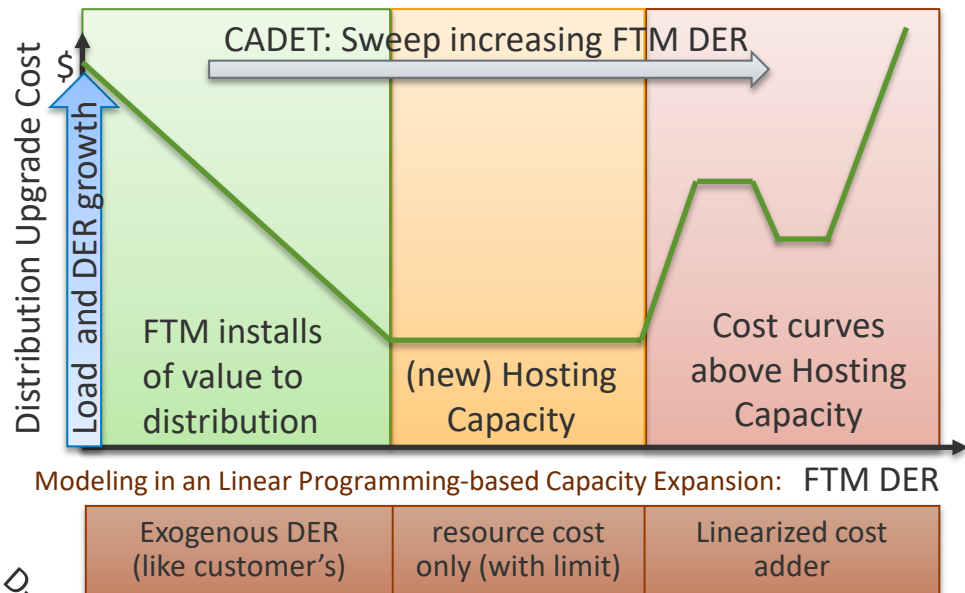 CADET: Sweep increasing FTM DER
$
Distribution Upgrade Cost
Load and DER growth
FTM installs
of value to
distribution
(new) Hosting
Capacity
Cost curves
above Hosting
Capacity
Modeling in an Linear Programming-based Capacity Expansion:
FTM DER
Exogenous DER
(like customer's)
resource cost
only (with limit)
Linearized cost
adder